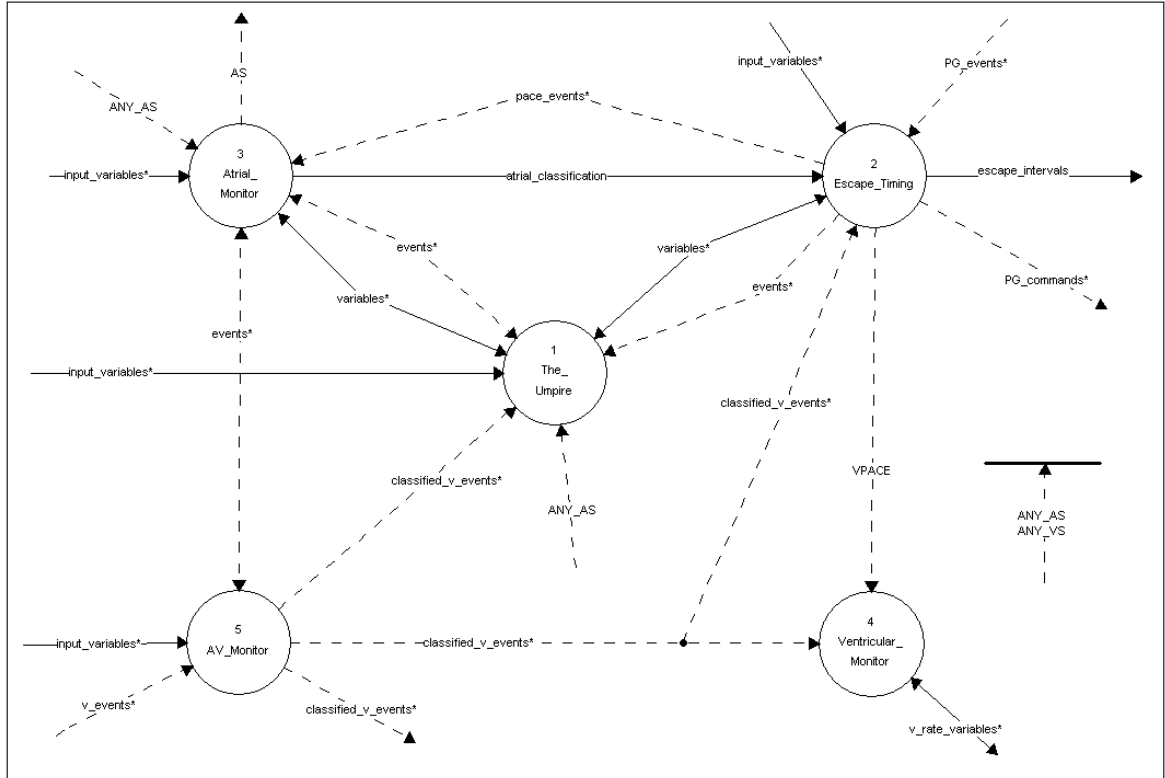 AS
input_variables*
PG_events*
ANY_AS
pace_events*
3
Atrial_
Monitor
2
Escape_Timing
input_variables*
atrial_classification
escape_intervals
events*
variables*
PG_commands*
variables*
events*
events*
1
The_
Umpire
input_variables*
classified_v_events*
classified_v_events*
VPACE
ANY_AS
ANY_AS
ANY_VS
5
AV_Monitor
4
Ventricular_
Monitor
input_variables*
classified_v_events*
v_events*
classified_v_events*
v_rate_variables*